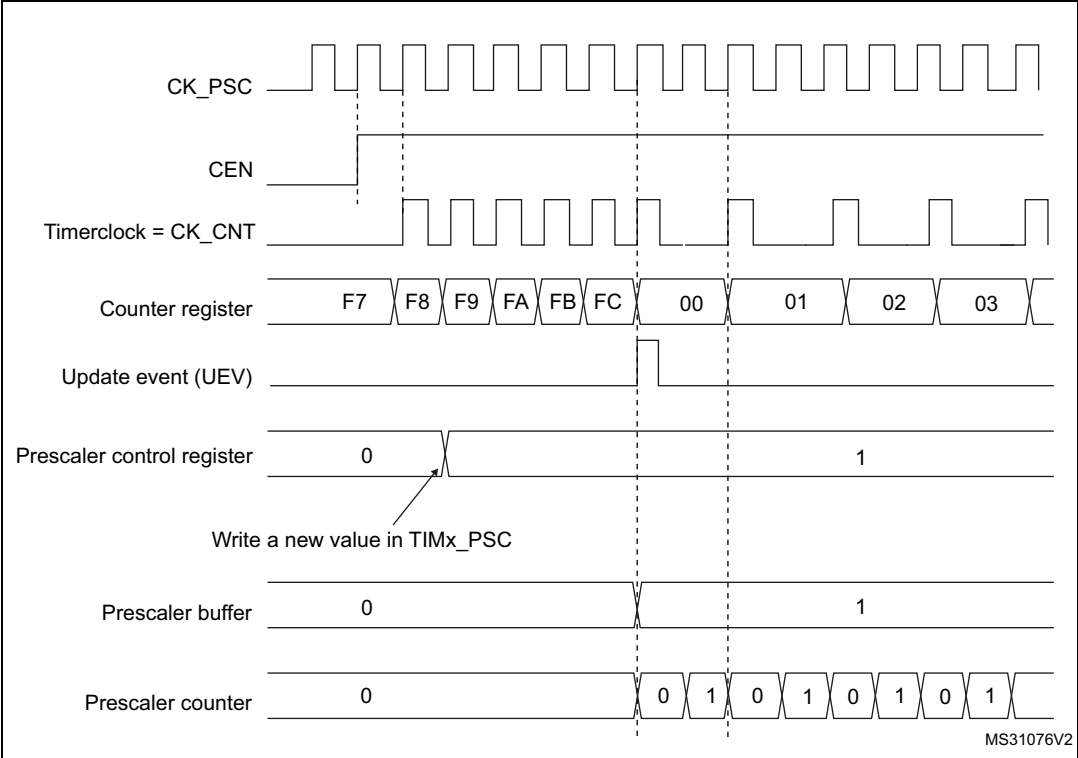 CK_PSC
CEN
Timerclock = CK_CNT
Counter register F7 F8 F9 FA FB FC 00 01 02 03
Update event (UEV)
Prescaler control register 0 1
Write a new value in TIMx_PSC
Prescaler buffer 0 1
Prescaler counter 0 0 1 0 1 0 1 0 1
MS31076V2